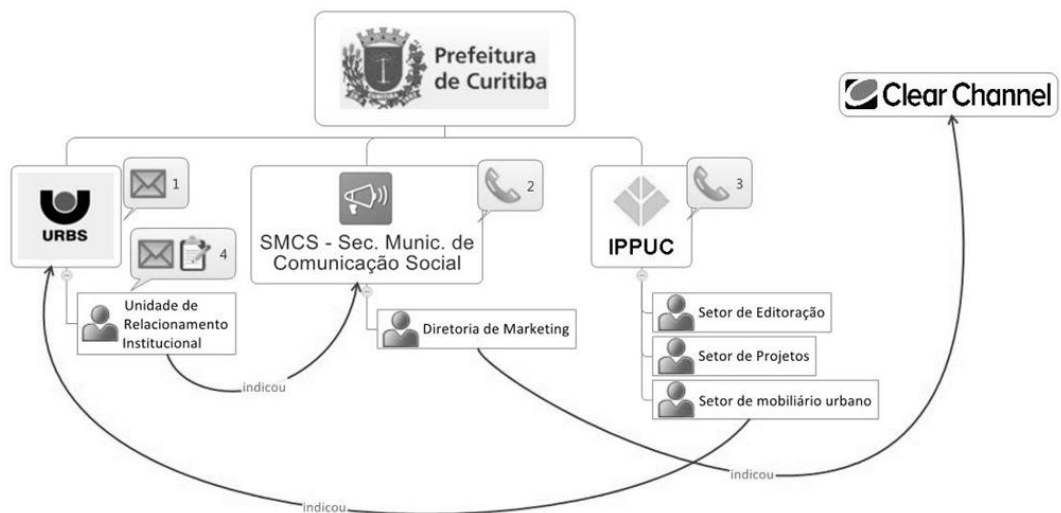 Prefeitura
de Curitiba
Clear Channel
1
URBS
4
Unidade de
Relacionamento
Institucional
2
SMCS - Sec. Munic. de
Comunicação Social
Diretoria de Marketing
3
IPPUC
Setor de Editoração
Setor de Projetos
Setor de mobiliário urbano
indicou
indicou
indicou